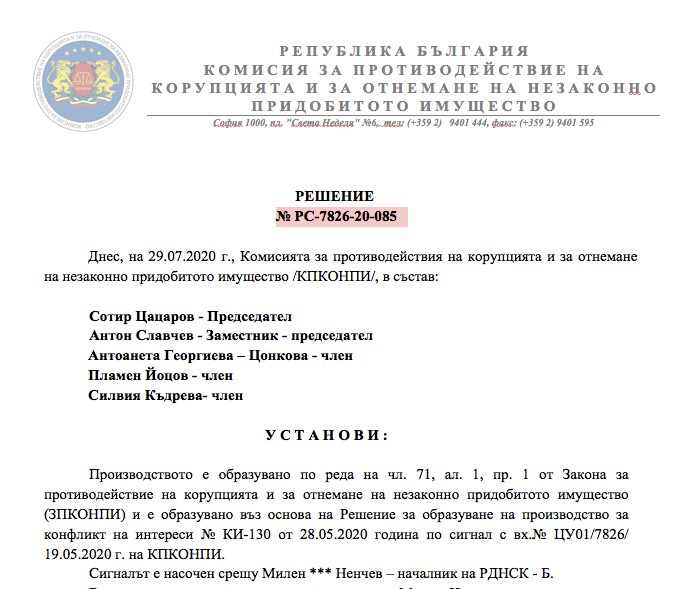 РЕПУБЛИКА БЪЛГАРИЯ
КОМИСИЯ ЗА ПРОТИВОДЕЙСТВИЕ НА
КОРУПЦИЯТА И ЗА ОТНЕМАНЕ НА НЕЗАКОННО
ПРИДОБИТОТО ИМУЩЕСТВО
София 1000, пл. "Света Неделя" №6, тел: (+359 2) 9401 444, факс: (+359 2) 9401 595
РЕШЕНИЕ
№ РС-7826-20-085
Днес, на 29.07.2020 г., Комисията за противодействия на корупцията и за отнемане
на незаконно придобитото имущество /КПКОНПИ/, в състав:
Сотир Цацаров - Председател
Антон Славчев - Заместник - председател
Антоанета Георгиева – Цонкова - член
Пламен Йоцов - член
Силвия Къдрева- член
У С Т А Н О В И :
Производството е образувано по реда на чл. 71, ал. 1, пр. 1 от Закона за
противодействие на корупцията и за отнемане на незаконно придобитото имущество
(ЗПКОНПИ) и е образувано въз основа на Решение за образуване на производство за
конфликт на интереси № КИ-130 от 28.05.2020 година по сигнал с вх.№ ЦУ01/7826/
19.05.2020 г. на КПКОНПИ.
Сигналът е насочен срещу Милен *** Ненчев – началник на РДНСК - Б.